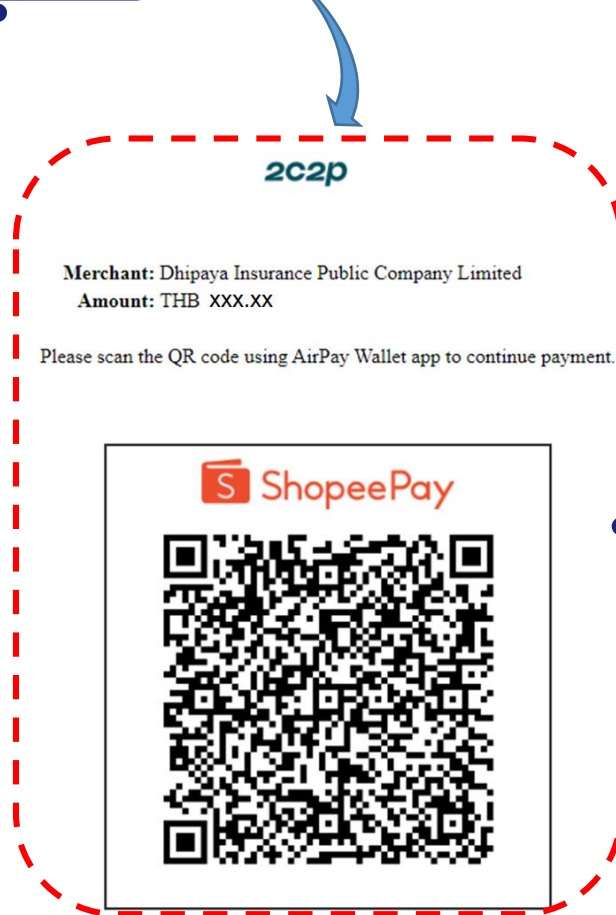 2c2p
Merchant: Dhipaya Insurance Public Company Limited
Amount: THB XXX.XX
Please scan the QR code using AirPay Wallet app to continue payment.
S ShopeePay